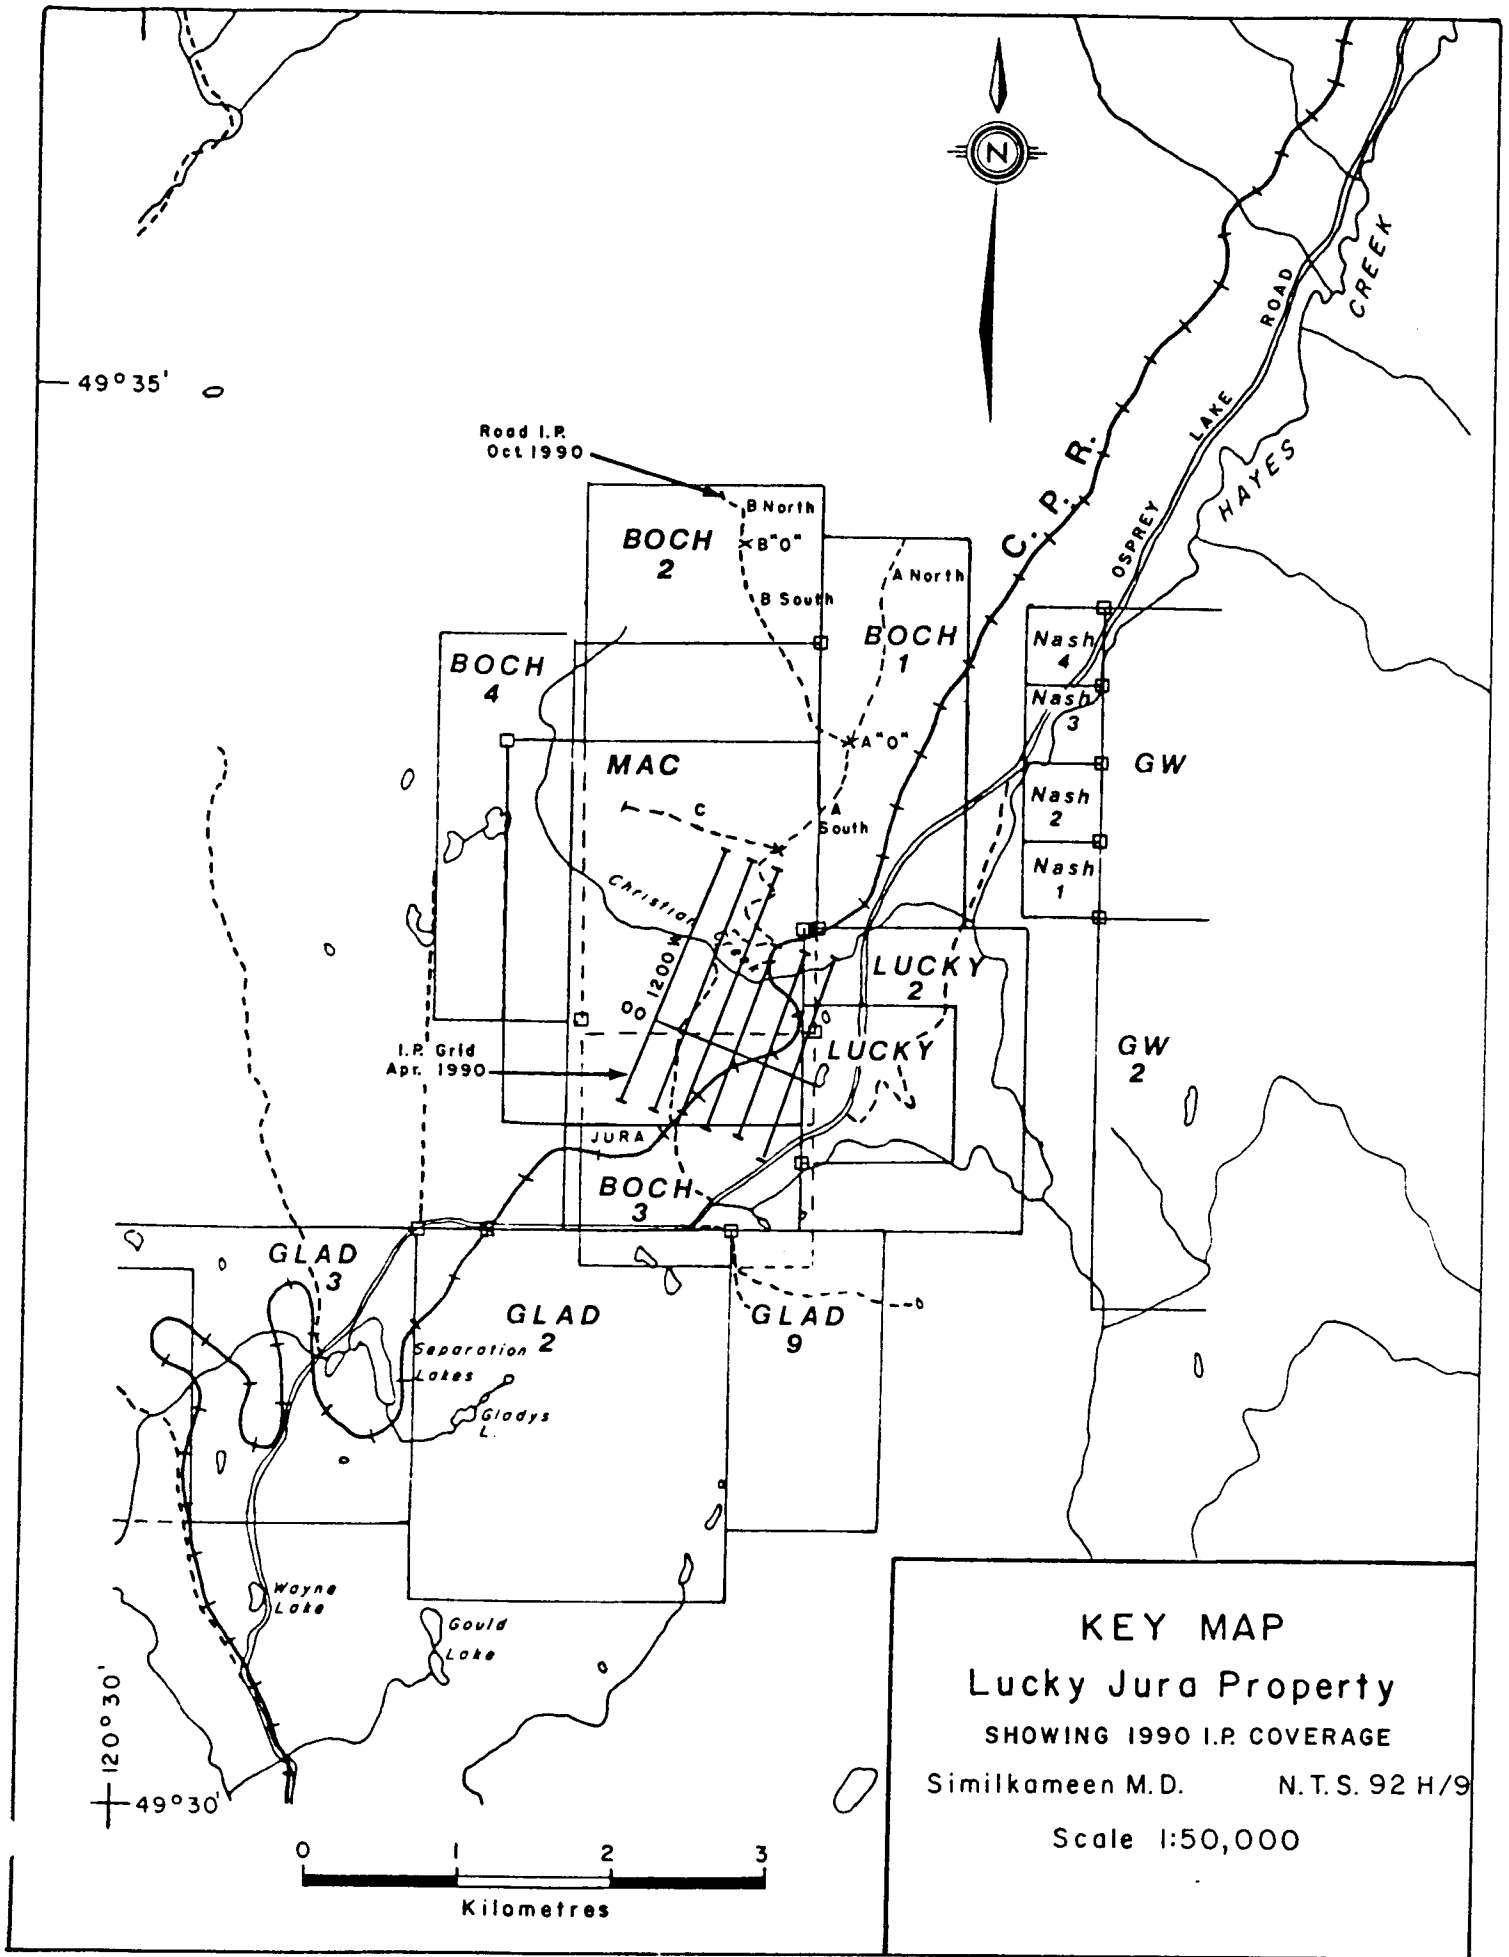 N
CREEK
ROAD
49°35'
LAKE
Road I.P.
Oct. 1990
C. P. R.
HAYES
B North
BOCH
2
B"O"
OSPREY
A North
B South
BOCH
1
Nash
4
BOCH
4
Nash
3
A"O"
MAC
GW
Nash
2
C
A
South
Nash
1
Christian
LUCKY
2
00 1200 W
I.P. Grid
Apr. 1990
LUCKY
GW
2
JURA
BOCH
3
GLAD
3
GLAD
2
GLAD
9
Separation
Lakes
Gladys
L.
Wayne
Lake
Gould
Lake
120°30'
49°30'
KEY MAP
Lucky Jura Property
SHOWING 1990 I.P. COVERAGE
Similkameen M.D. N.T.S. 92 H/9
Scale 1:50,000
0 1 2 3
Kilometres